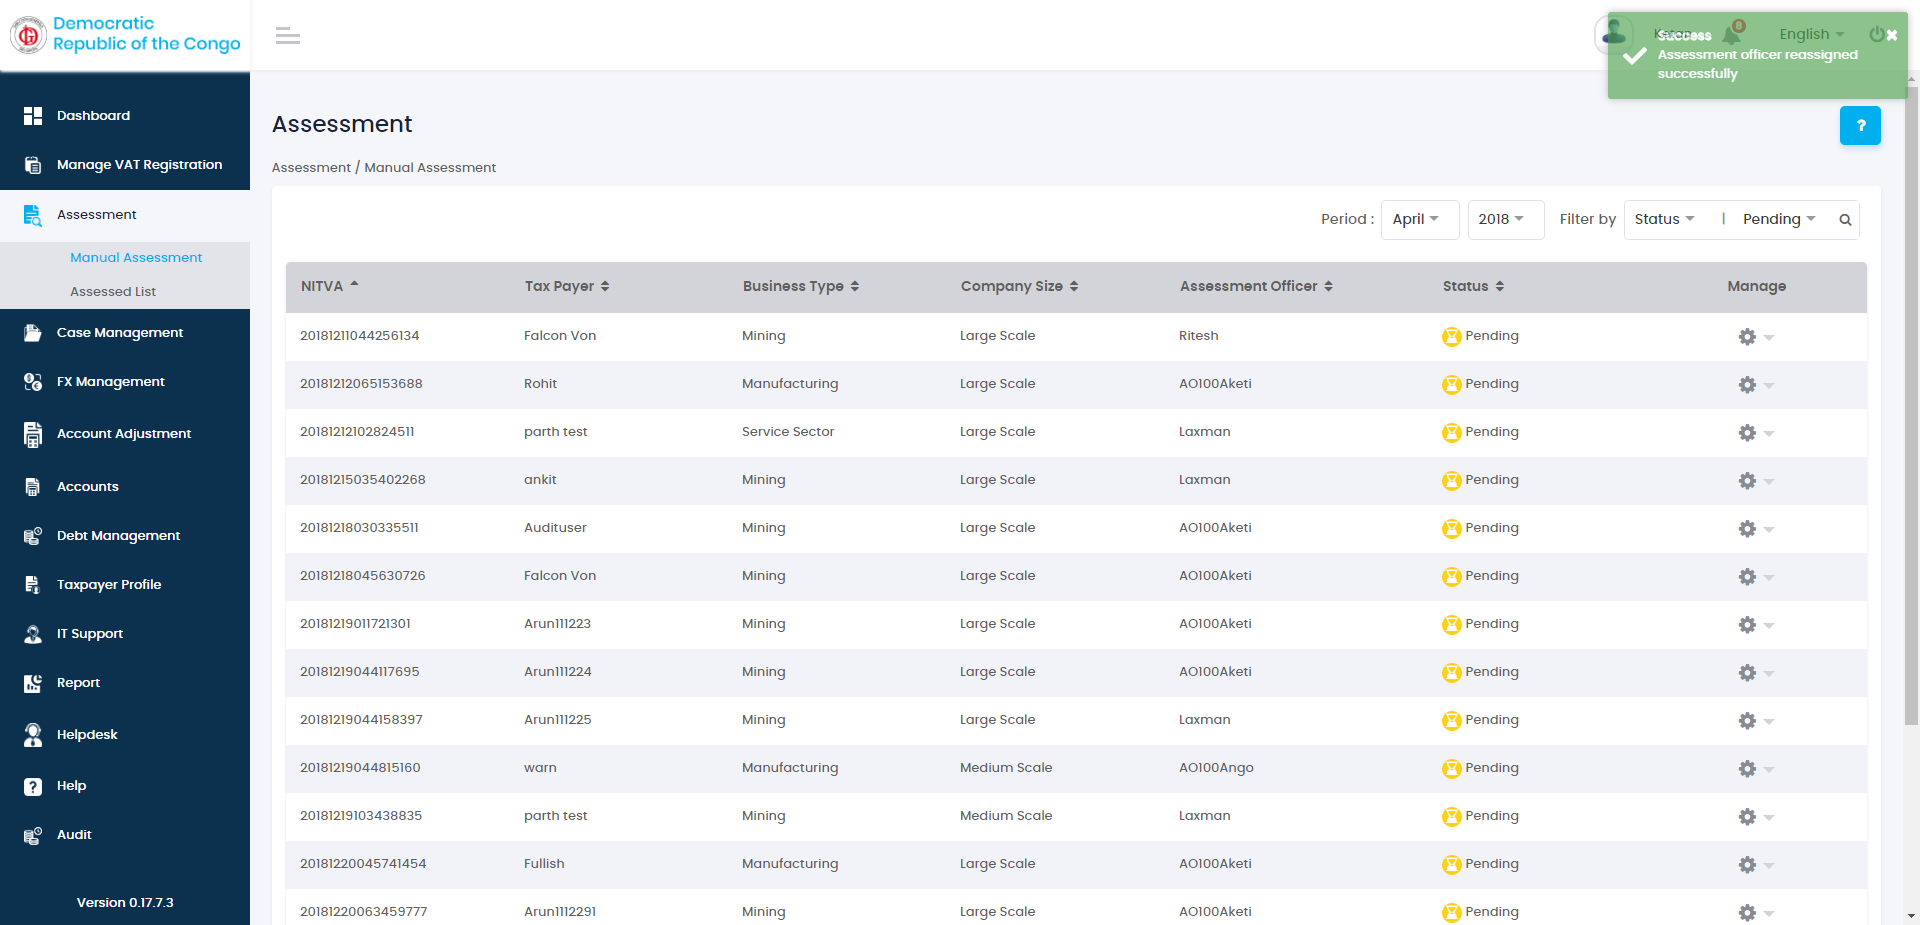 Democratic
Republic of the Congo
Success
Assessment officer reassigned
successfully
8
English
Dashboard
Manage VAT Registration
Assessment
Manual Assessment
Assessed List
Case Management
FX Management
Account Adjustment
Accounts
Debt Management
Taxpayer Profile
IT Support
Report
Helpdesk
Help
Audit
Version 0.17.7.3
Assessment
?
Assessment / Manual Assessment
Period : April 2018 Filter by Status | Pending
NITVA Tax Payer Business Type Company Size Assessment Officer Status Manage
20181211044256134 Falcon Von Mining Large Scale Ritesh Pending
20181212065153688 Rohit Manufacturing Large Scale AO100Aketi Pending
20181212102824511 parth test Service Sector Large Scale Laxman Pending
20181215035402268 ankit Mining Large Scale Laxman Pending
20181218030335511 Audituser Mining Large Scale AO100Aketi Pending
20181218045630726 Falcon Von Mining Large Scale AO100Aketi Pending
20181219011721301 Arun111223 Mining Large Scale AO100Aketi Pending
20181219044117695 Arun111224 Mining Large Scale AO100Aketi Pending
20181219044158397 Arun111225 Mining Large Scale Laxman Pending
20181219044815160 warn Manufacturing Medium Scale AO100Ango Pending
20181219103438835 parth test Mining Medium Scale Laxman Pending
20181220045741454 Fullish Manufacturing Large Scale AO100Aketi Pending
20181220063459777 Arun1112291 Mining Large Scale AO100Aketi Pending